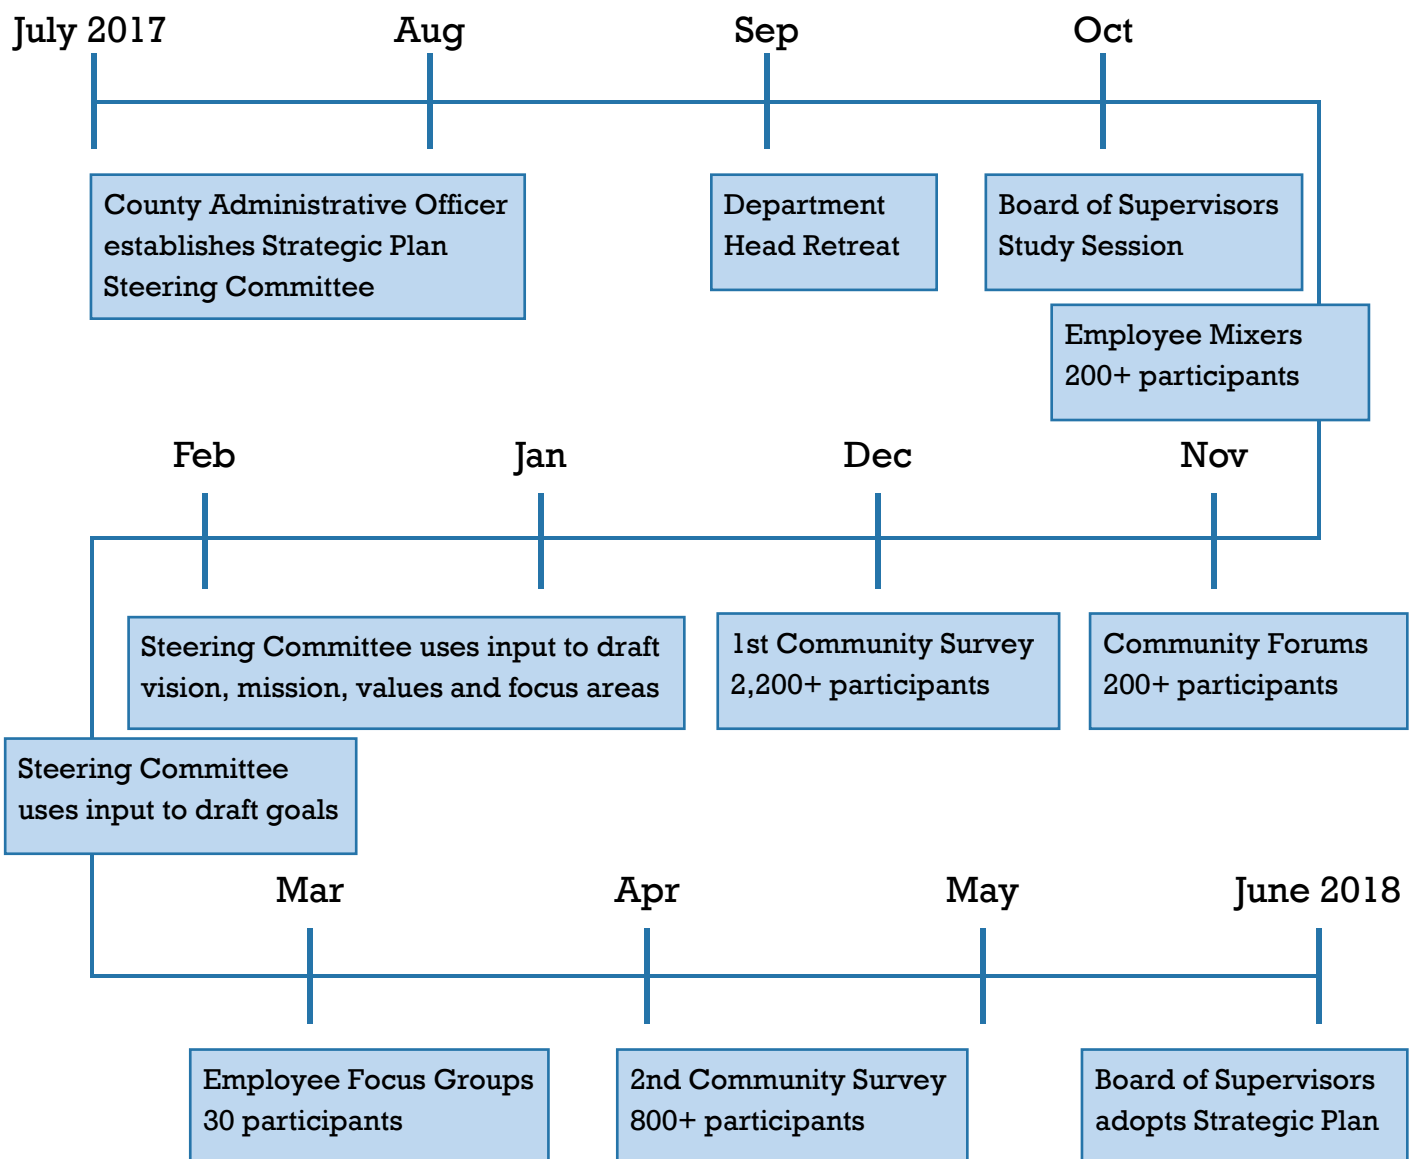 July 2017
Aug
Sep
Oct
County Administrative Officer
establishes Strategic Plan
Steering Committee
Department
Head Retreat
Board of Supervisors
Study Session
Employee Mixers
200+ participants
Feb
Jan
Dec
Nov
Steering Committee uses input to draft
vision, mission, values and focus areas
1st Community Survey
2,200+ participants
Community Forums
200+ participants
Steering Committee
uses input to draft goals
Mar
Apr
May
June 2018
Employee Focus Groups
30 participants
2nd Community Survey
800+ participants
Board of Supervisors
adopts Strategic Plan